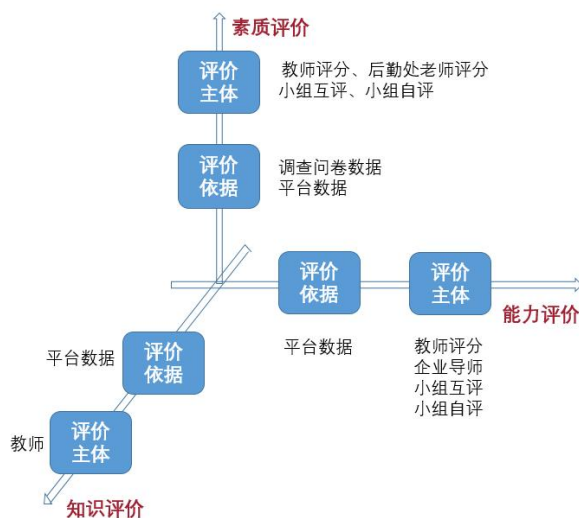 素质评价
评价
主体
教师评分、后勤处老师评分
小组互评、小组自评
评价
依据
调查问卷数据
平台数据
评价
依据
平台数据
评价
主体
能力评价
教师评分
企业导师
小组互评
小组自评
平台数据
评价
依据
教师
评价
主体
知识评价